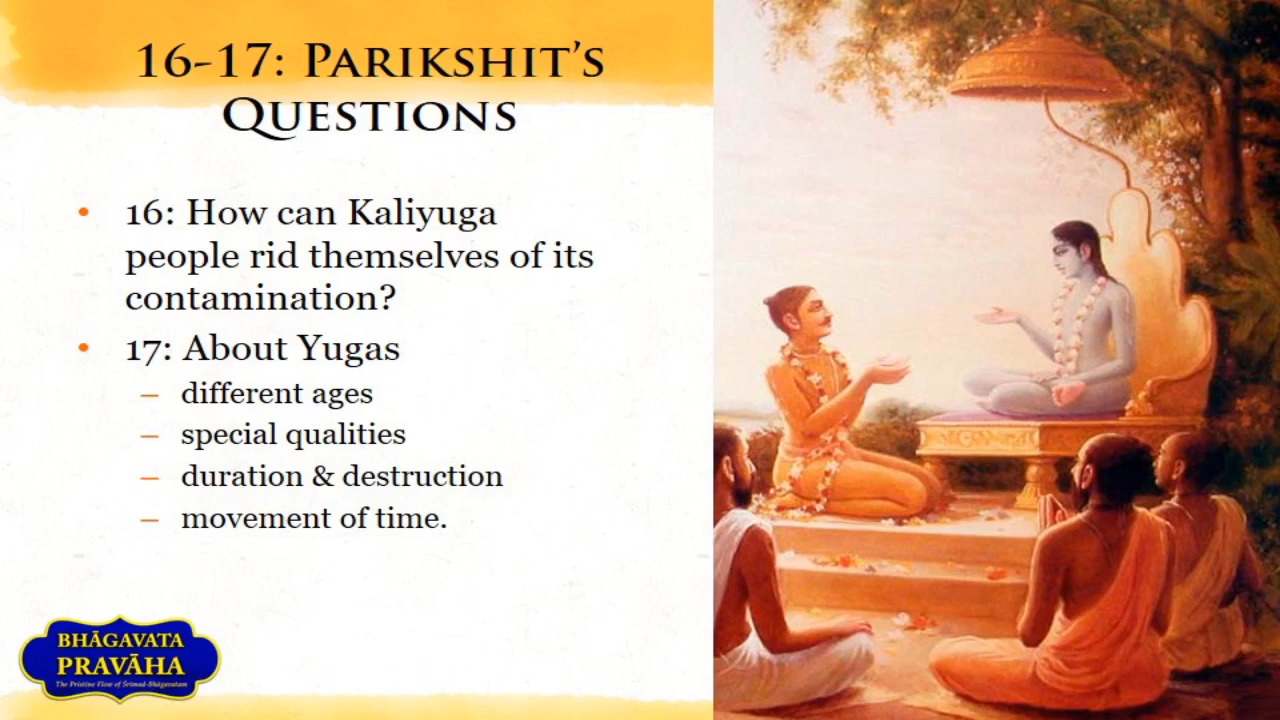 16-17: Parikshit’s
Questions
• 16: How can Kaliyuga
people rid themselves of its
contamination?
• 17: About Yugas
– different ages
– special qualities
– duration & destruction
– movement of time.
BHĀGAVATA
PRAVĀHA
The Pristine Flow of Śrīmad-Bhāgavatam